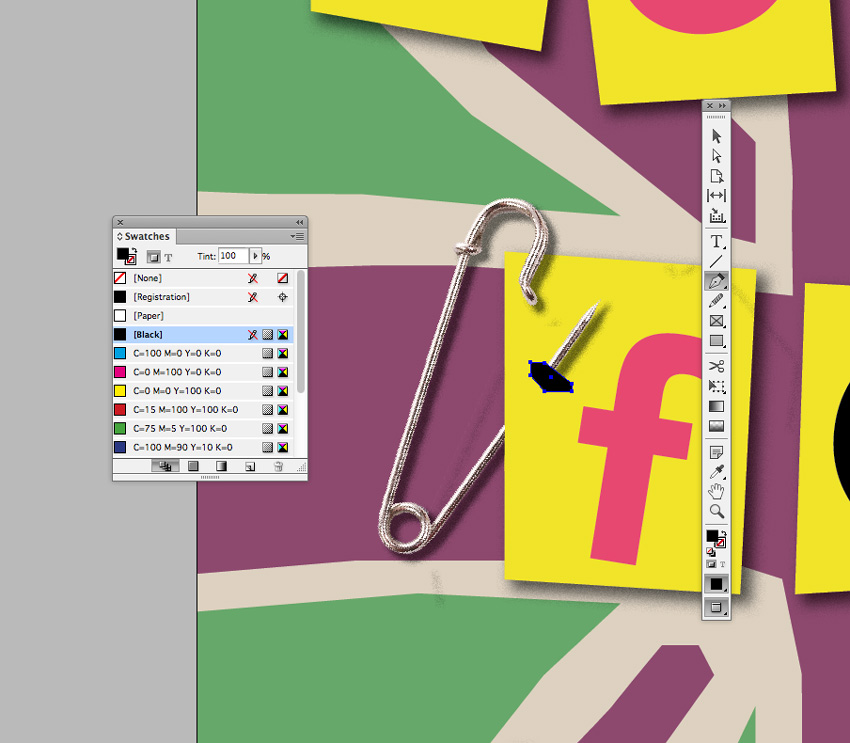 Swatches
T
Tint: 100 %
[None]
[Registration]
[Paper]
[Black]
C=100 M=0 Y=0 K=0
C=0 M=100 Y=0 K=0
C=0 M=0 Y=100 K=0
C=15 M=100 Y=100 K=0
C=75 M=5 Y=100 K=0
C=100 M=90 Y=10 K=0
f
T
T